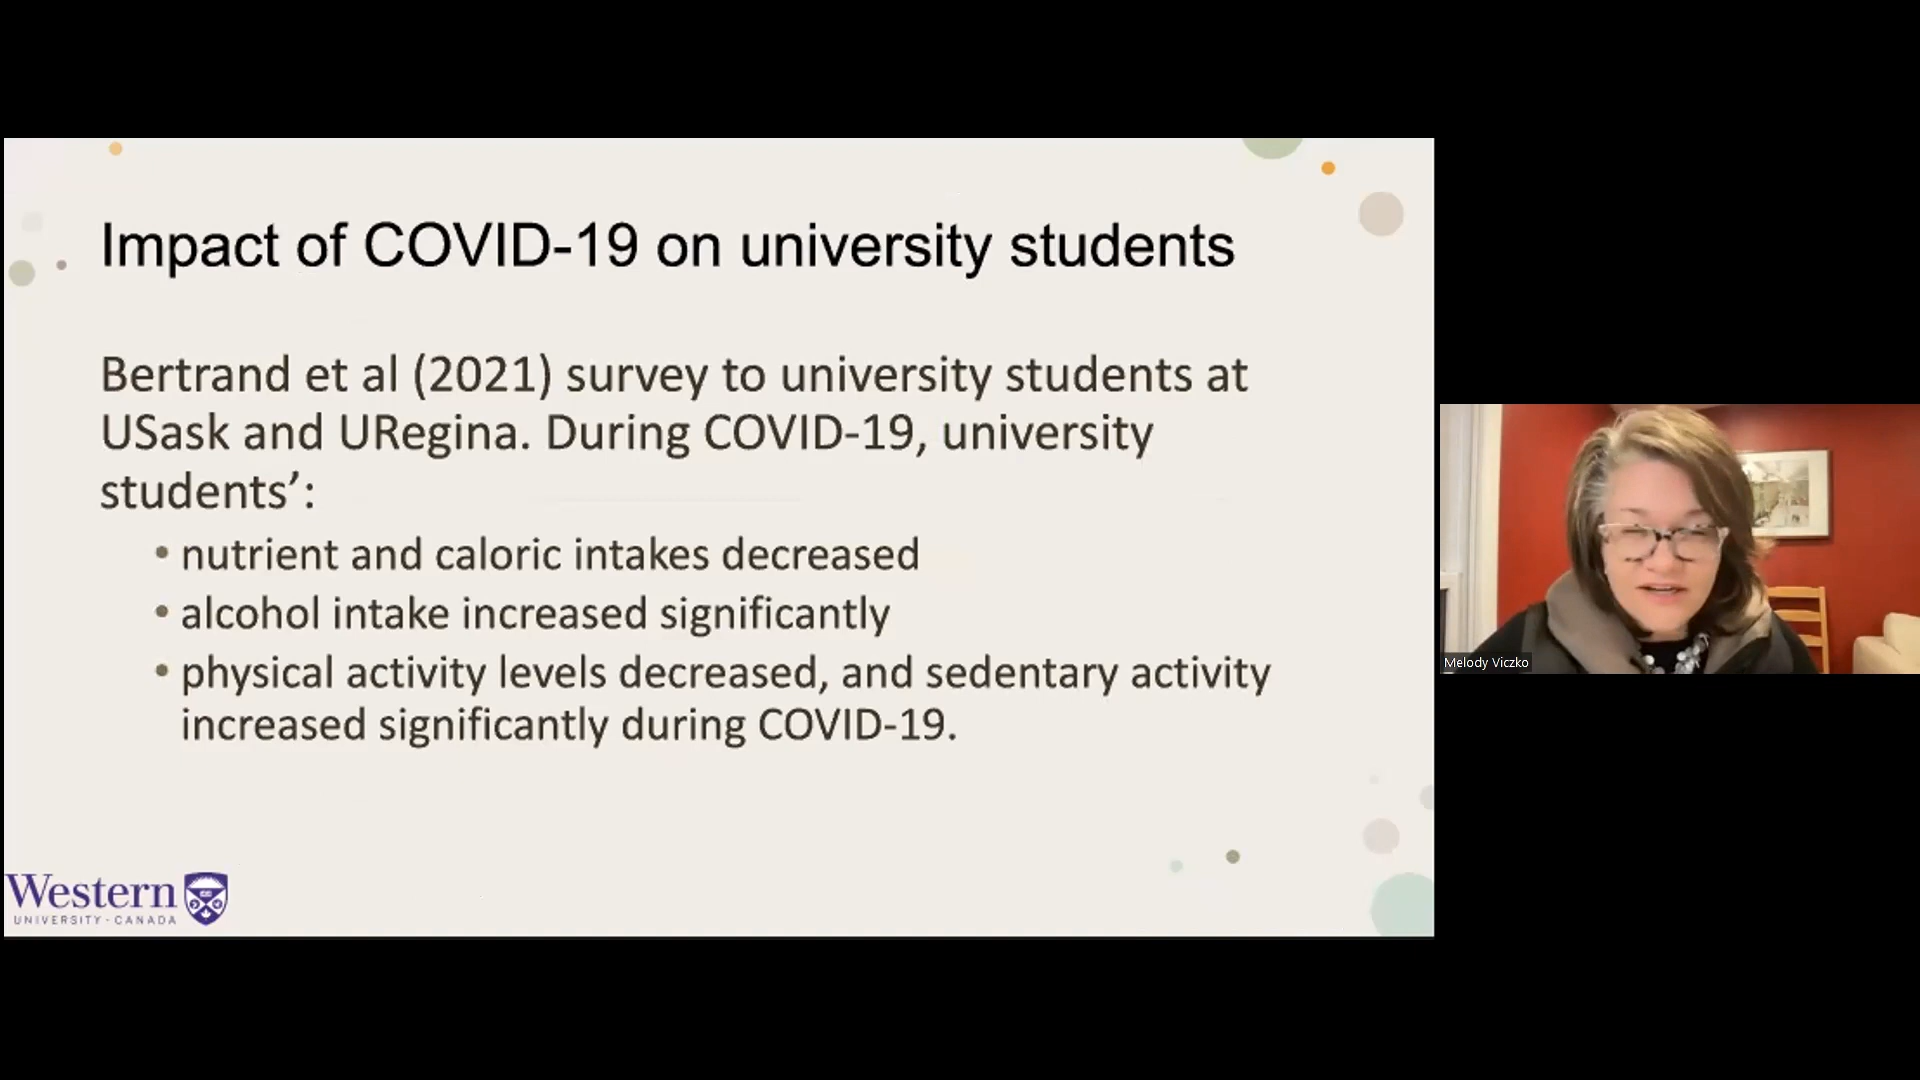 Impact of COVID-19 on university students
Bertrand et al (2021) survey to university students at
USask and URegina. During COVID-19, university
students’:
• nutrient and caloric intakes decreased
• alcohol intake increased significantly
• physical activity levels decreased, and sedentary activity
increased significantly during COVID-19.
Western
UNIVERSITY · CANADA
Melody Viczko